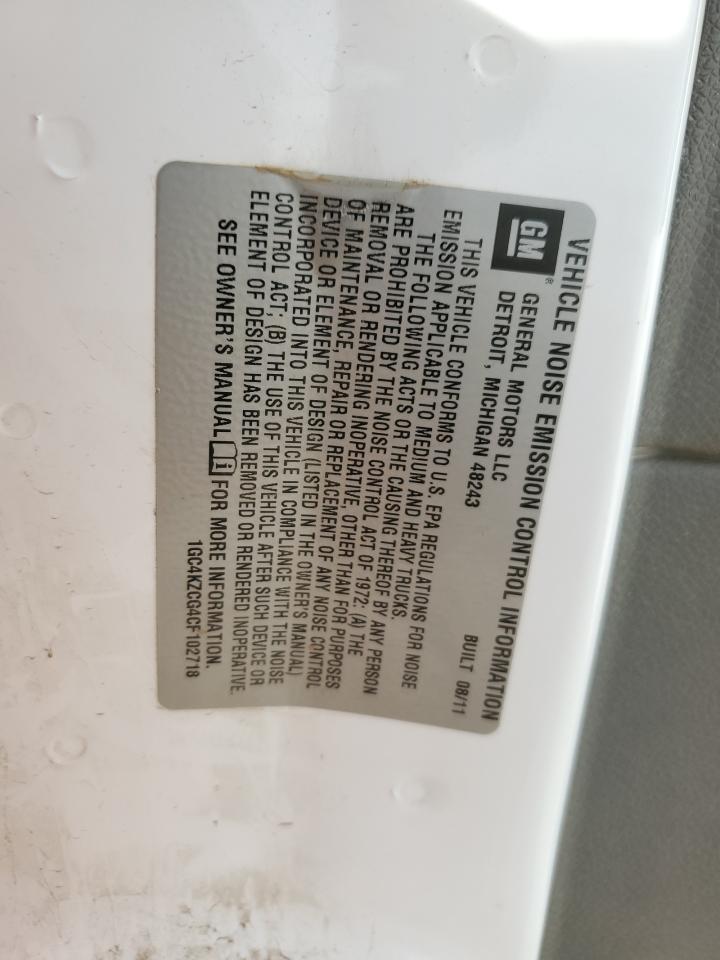 VEHICLE NOISE EMISSION CONTROL INFORMATION
GM®
GENERAL MOTORS LLC
DETROIT, MICHIGAN 48243
BUILT 08/11
THIS VEHICLE CONFORMS TO U.S. EPA REGULATIONS FOR NOISE
EMISSION APPLICABLE TO MEDIUM AND HEAVY TRUCKS.
THE FOLLOWING ACTS OR THE CAUSING THEREOF BY ANY PERSON
ARE PROHIBITED BY THE NOISE CONTROL ACT OF 1972: (A) THE
REMOVAL OR RENDERING INOPERATIVE, OTHER THAN FOR PURPOSES
OF MAINTENANCE, REPAIR OR REPLACEMENT OF ANY NOISE CONTROL
DEVICE OR ELEMENT OF DESIGN (LISTED IN THE OWNER'S MANUAL)
INCORPORATED INTO THIS VEHICLE IN COMPLIANCE WITH THE NOISE
CONTROL ACT; (B) THE USE OF THIS VEHICLE AFTER SUCH DEVICE OR
ELEMENT OF DESIGN HAS BEEN REMOVED OR RENDERED INOPERATIVE.
SEE OWNER'S MANUAL FOR MORE INFORMATION.
1GC4KZCG4CF102718